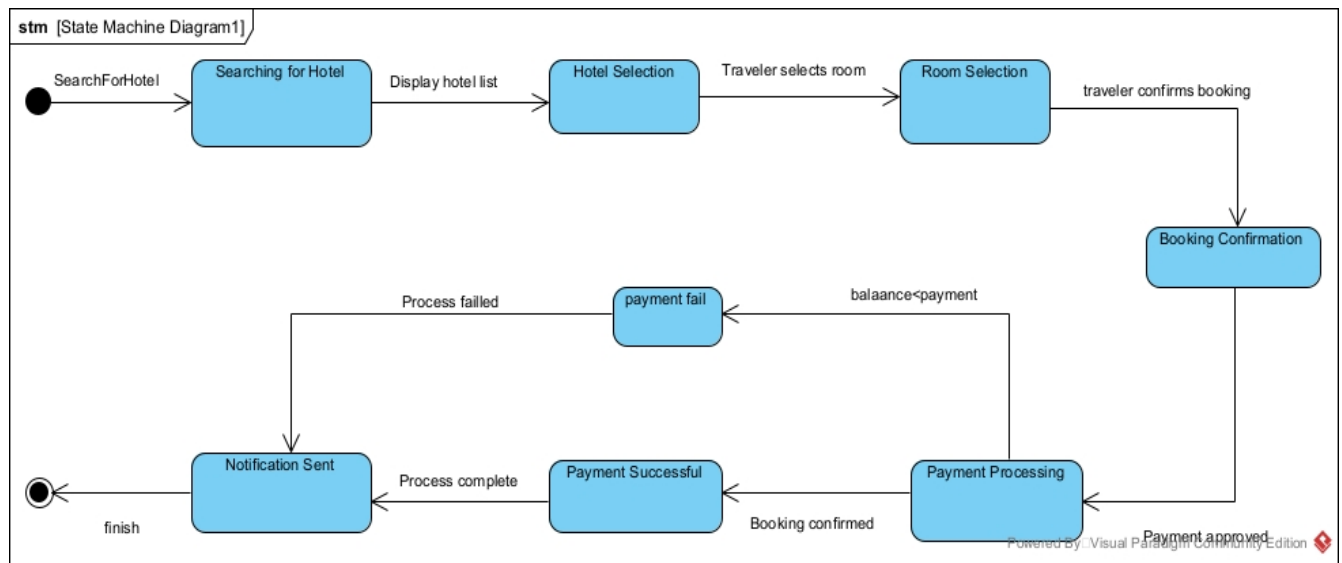 stm [State Machine Diagram1]
SearchForHotel
Searching for Hotel
Display hotel list
Hotel Selection
Traveler selects room
Room Selection
traveler confirms booking
Booking Confirmation
Process failled
payment fail
balaance<payment
Notification Sent
Process complete
Payment Successful
Booking confirmed
Payment Processing
Payment approved
finish
Powered By Visual Paradigm Community Edition